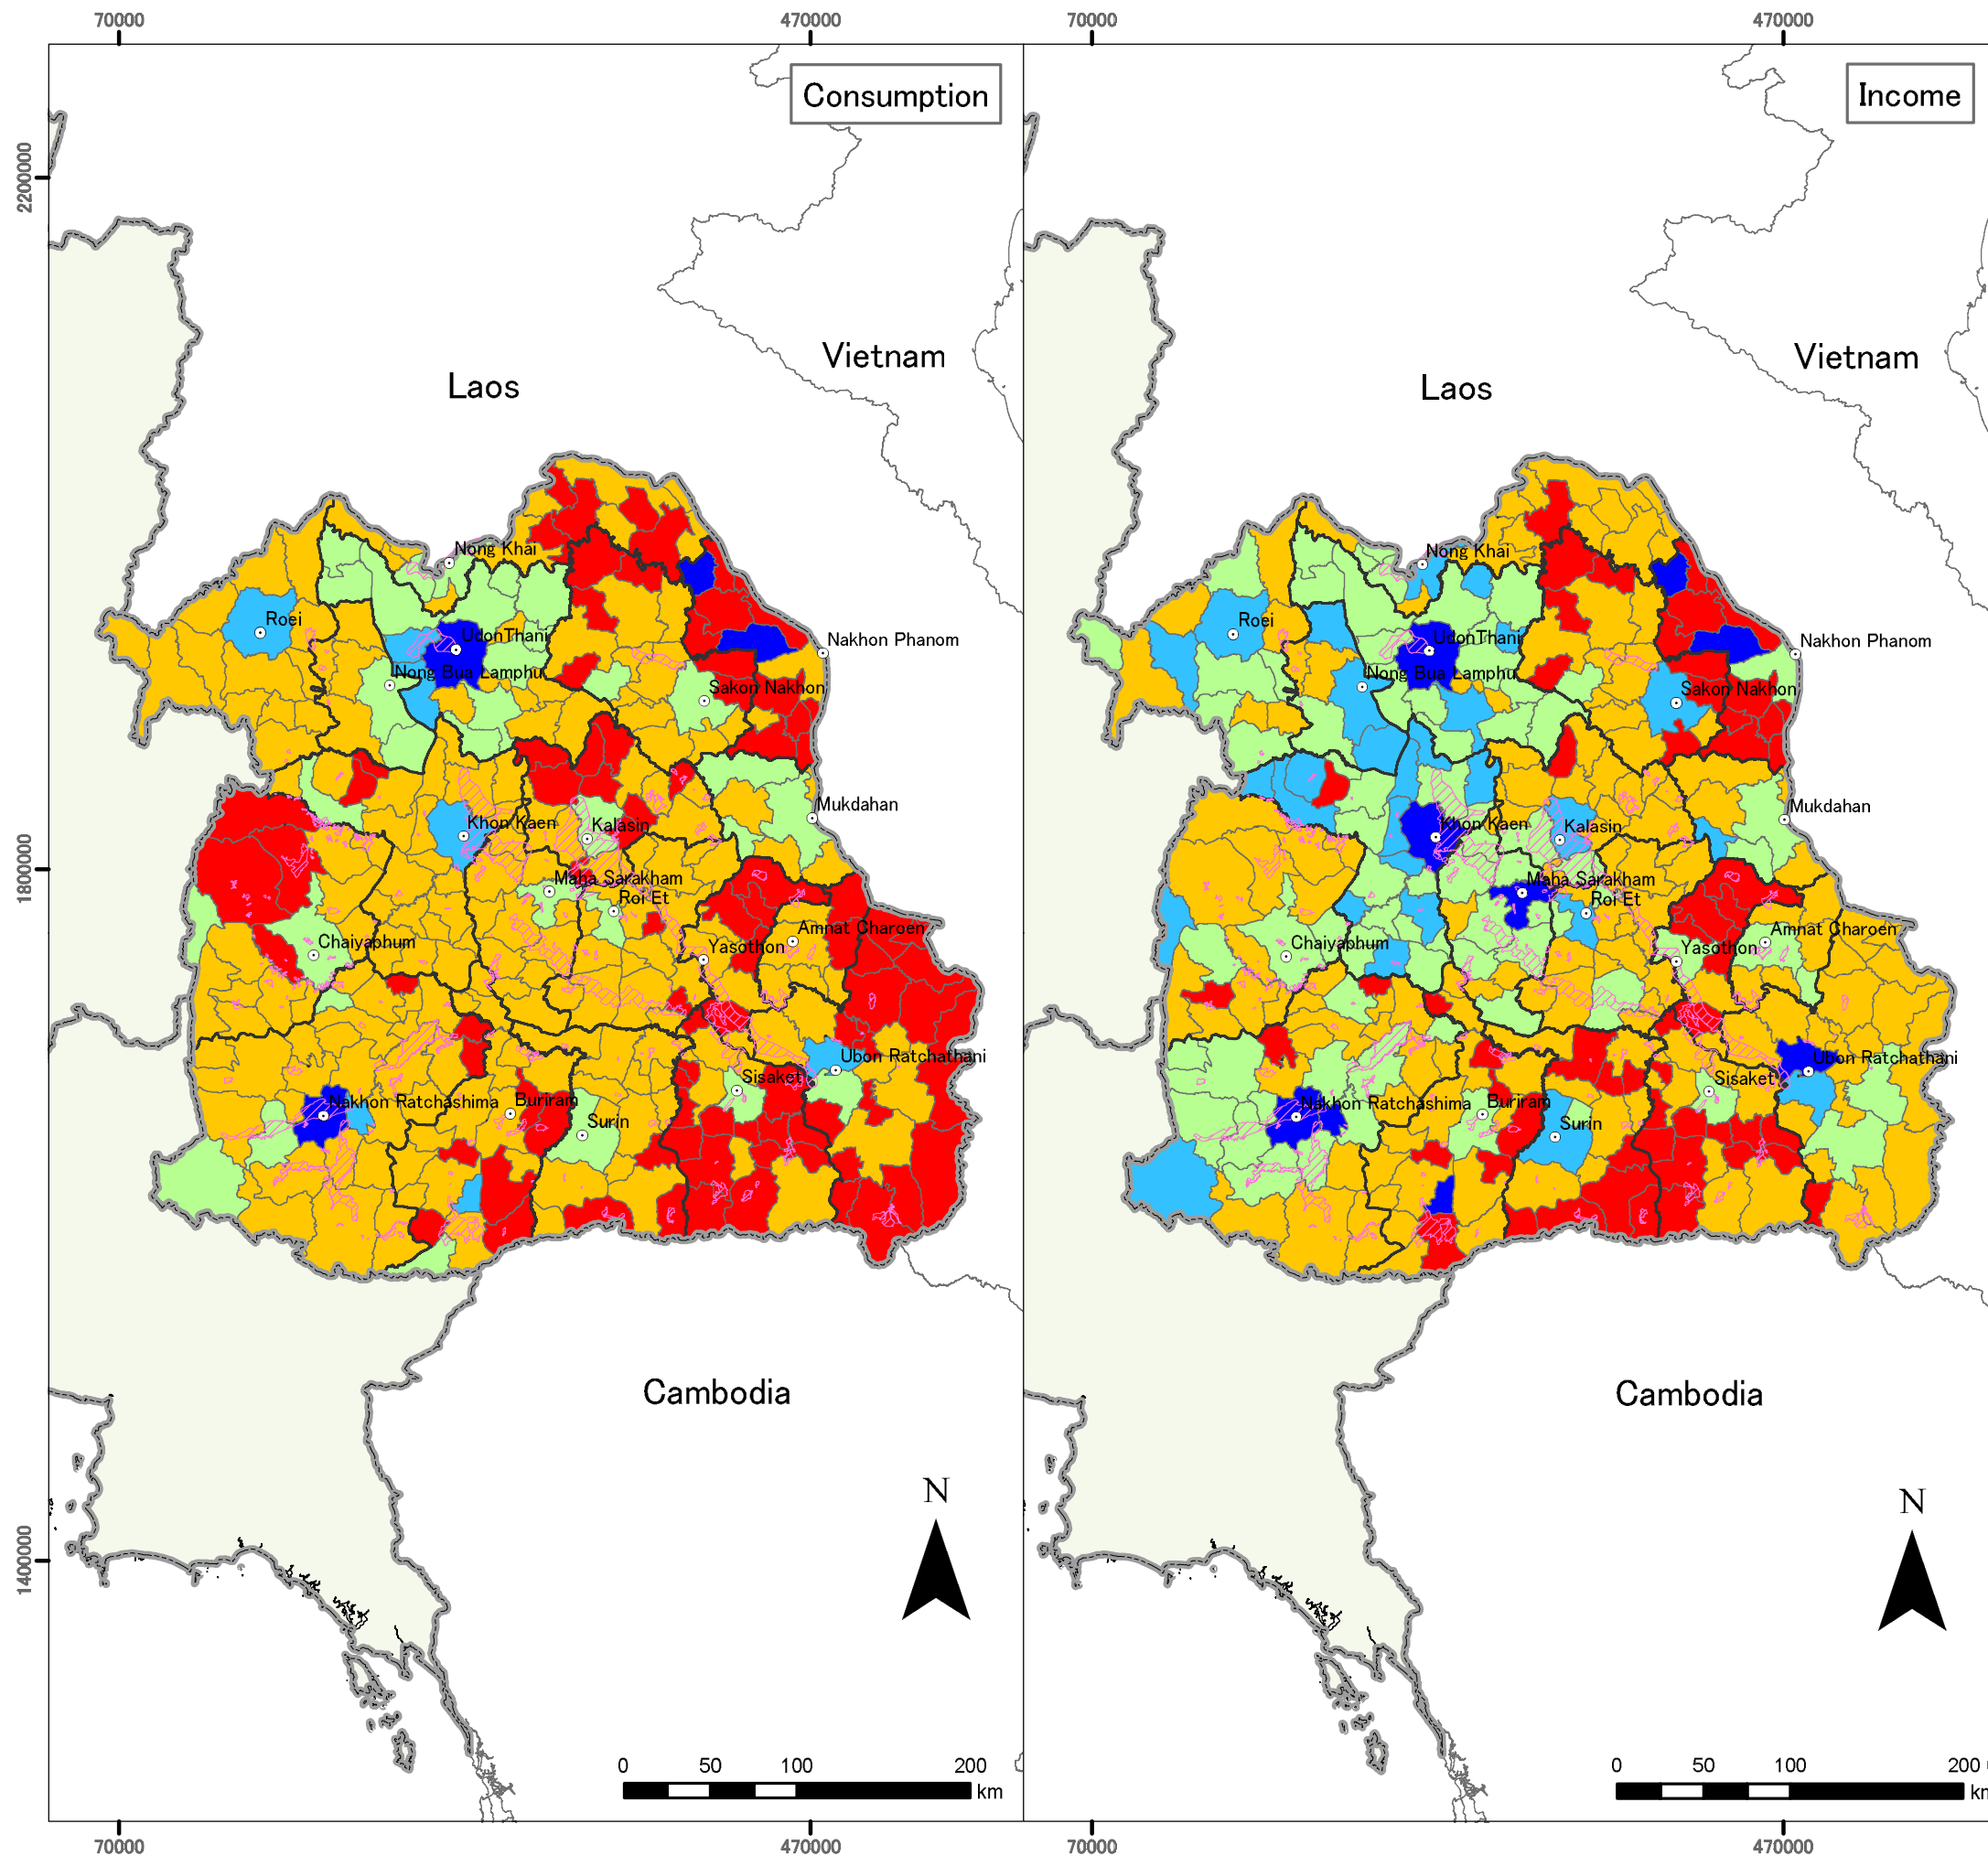 70000
470000
70000
470000
Consumption
Income
2200000
Vietnam
Vietnam
Laos
Laos
Nong Khai
Nong Khai
Roei
UdonThani
Nakhon Phanom
Roei
UdonThani
Nakhon Phanom
Nong Bua Lamphu
Sakon Nakhon
Nong Bua Lamphu
Sakon Nakhon
Mukdahan
Mukdahan
Khon Kaen
Kalasin
Khon Kaen
Kalasin
1800000
Maha Sarakham
Roi Et
Maha Sarakham
Roi Et
Chaiyaphum
Yasothon
Amnat Charoen
Chaiyaphum
Yasothon
Amnat Charoen
Ubon Ratchathani
Ubon Ratchathani
Sisaket
Sisaket
Nakhon Ratchashima
Buriram
Nakhon Ratchashima
Buriram
Surin
Surin
Cambodia
Cambodia
N
N
1400000
0 50 100 200
km
0 50 100 200
km
70000
470000
70000
470000